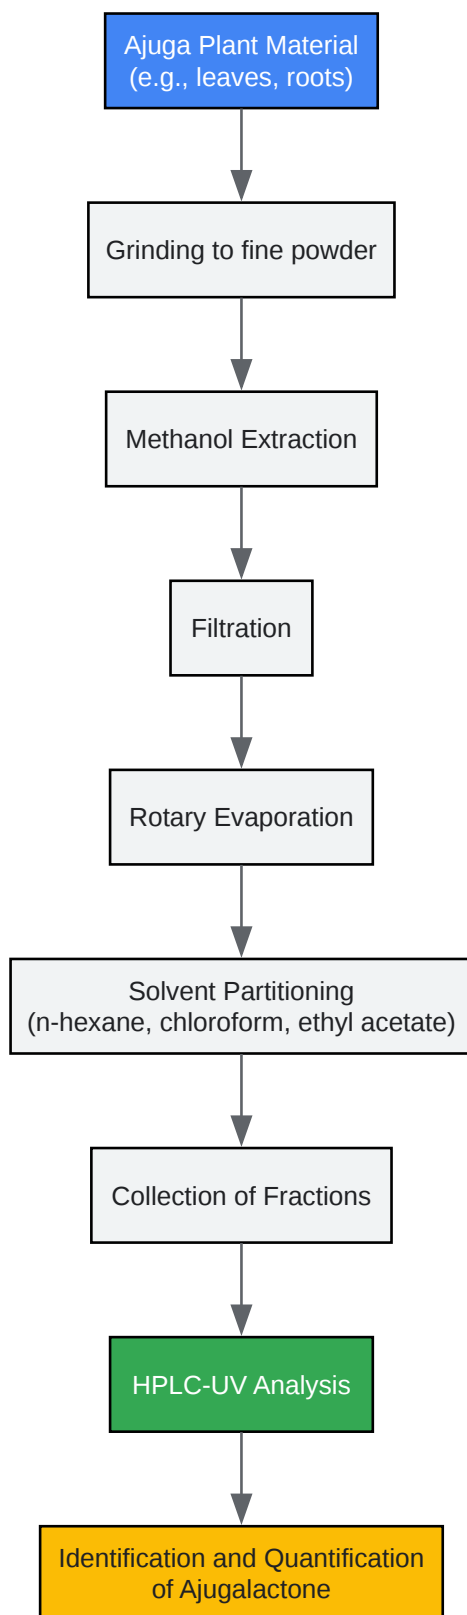 Ajuga Plant Material
(e.g., leaves, roots)
Grinding to fine powder
Methanol Extraction
Filtration
Rotary Evaporation
Solvent Partitioning
(n-hexane, chloroform, ethyl acetate)
Collection of Fractions
HPLC-UV Analysis
Identification and Quantification
of Ajugalactone